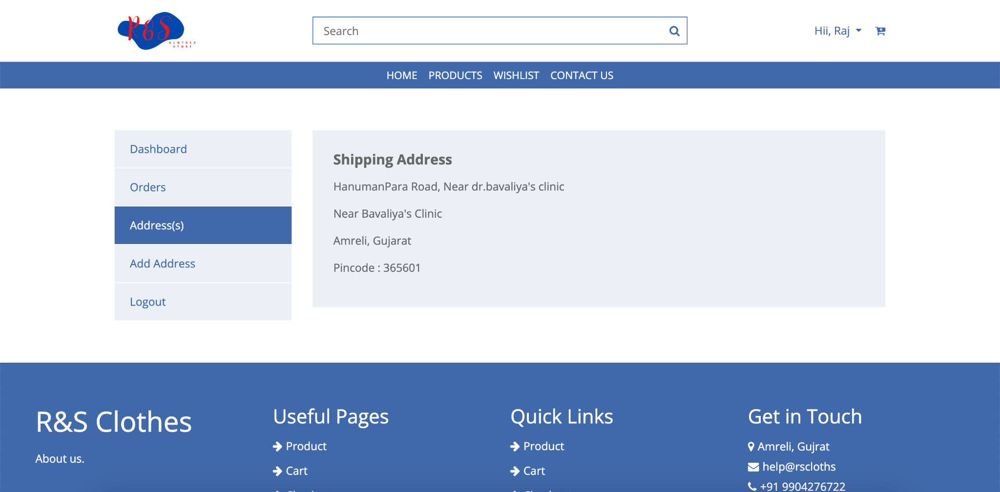 R&S
CLOTHES
STORE
Search
Hii, Raj
HOME PRODUCTS WISHLIST CONTACT US
Dashboard
Orders
Address(s)
Add Address
Logout
Shipping Address
HanumanPara Road, Near dr.bavaliya's clinic
Near Bavaliya's Clinic
Amreli, Gujarat
Pincode : 365601
R&S Clothes
About us.
Useful Pages
Product
Cart
Quick Links
Product
Cart
Get in Touch
Amreli, Gujrat
help@rscloths
+91 9904276722